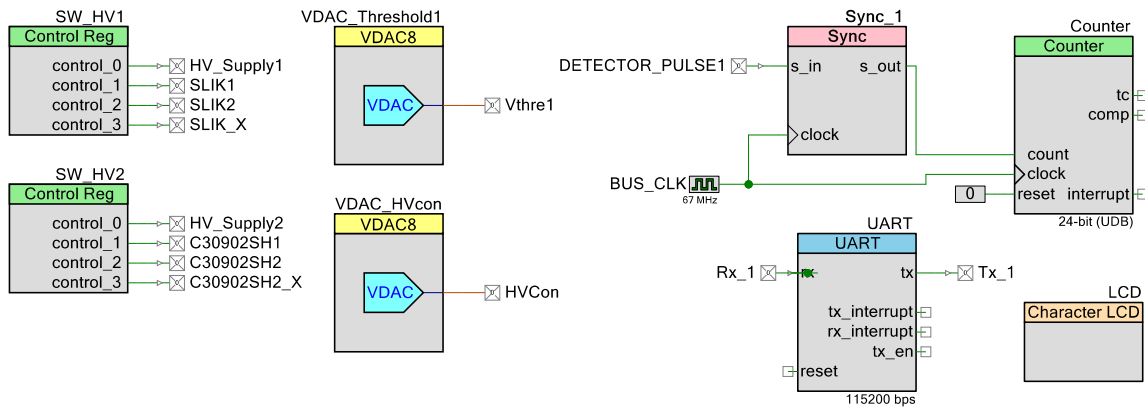 SW_HV1
Control Reg
control_0
HV_Supply1
control_1
SLIK1
control_2
SLIK2
control_3
SLIK_X
SW_HV2
Control Reg
control_0
HV_Supply2
control_1
C30902SH1
control_2
C30902SH2
control_3
C30902SH2_X
VDAC_Threshold1
VDAC8
VDAC
Vthre1
VDAC_HVcon
VDAC8
VDAC
HVCon
Sync_1
Sync
DETECTOR_PULSE1
s_in
s_out
clock
BUS_CLK
67 MHz
Counter
Counter
tc
comp
count
clock
0
reset
interrupt
24-bit (UDB)
UART
UART
Rx_1
rx
tx
Tx_1
tx_interrupt
rx_interrupt
tx_en
reset
115200 bps
LCD
Character LCD